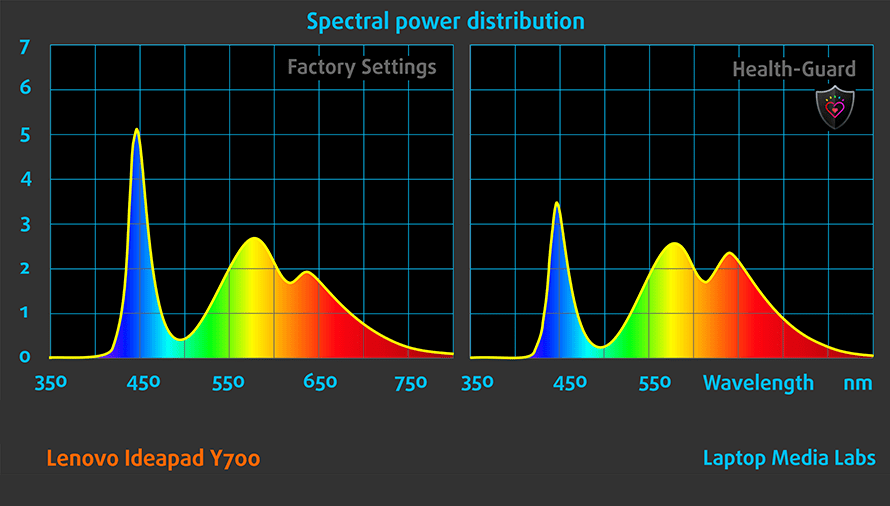 Spectral power distribution
7
6
5
4
3
2
1
0
Factory Settings
Health-Guard
350 450 550 650 750
350 450 550 Wavelength nm
Lenovo Ideapad Y700
Laptop Media Labs